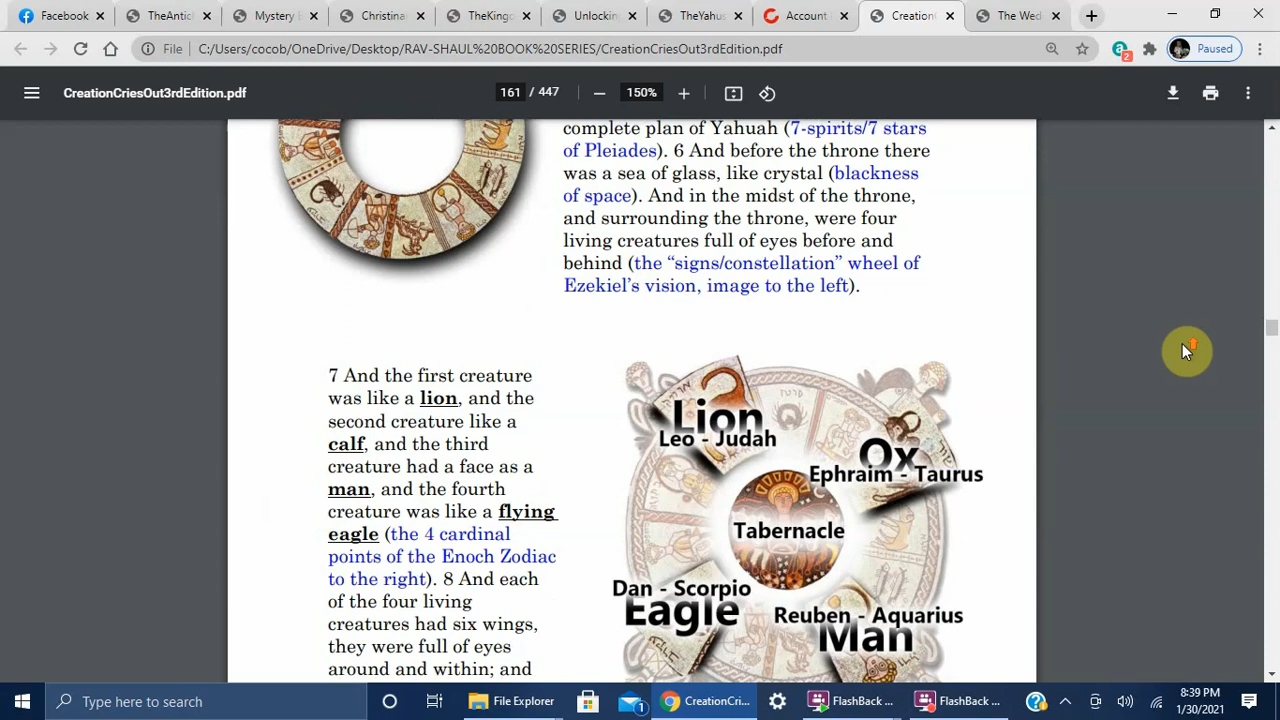 Facebook
TheAntic
Mystery
Christina
TheKing
Unlocking
TheYahus
Account
Creation
The Wed
File
C:/Users/cocob/OneDrive/Desktop/RAV-SHAUL%20BOOK%20SERIES/CreationCriesOut3rdEdition.pdf
2
Paused
CreationCriesOut3rdEdition.pdf
161 / 447
150%
complete plan of Yahuah (7-spirits/7 stars
of Pleiades). 6 And before the throne there
was a sea of glass, like crystal (blackness
of space). And in the midst of the throne,
and surrounding the throne, were four
living creatures full of eyes before and
behind (the “signs/constellation” wheel of
Ezekiel’s vision, image to the left).
7 And the first creature
was like a lion, and the
second creature like a
calf, and the third
creature had a face as a
man, and the fourth
creature was like a flying
eagle (the 4 cardinal
points of the Enoch Zodiac
to the right). 8 And each
of the four living
creatures had six wings,
they were full of eyes
around and within; and
Lion
Leo - Judah
Ox
Ephraim - Taurus
Tabernacle
Dan - Scorpio
Eagle
Reuben - Aquarius
Man
Type here to search
File Explorer
1
CreationCri...
FlashBack ...
FlashBack ...
8:39 PM
1/30/2021